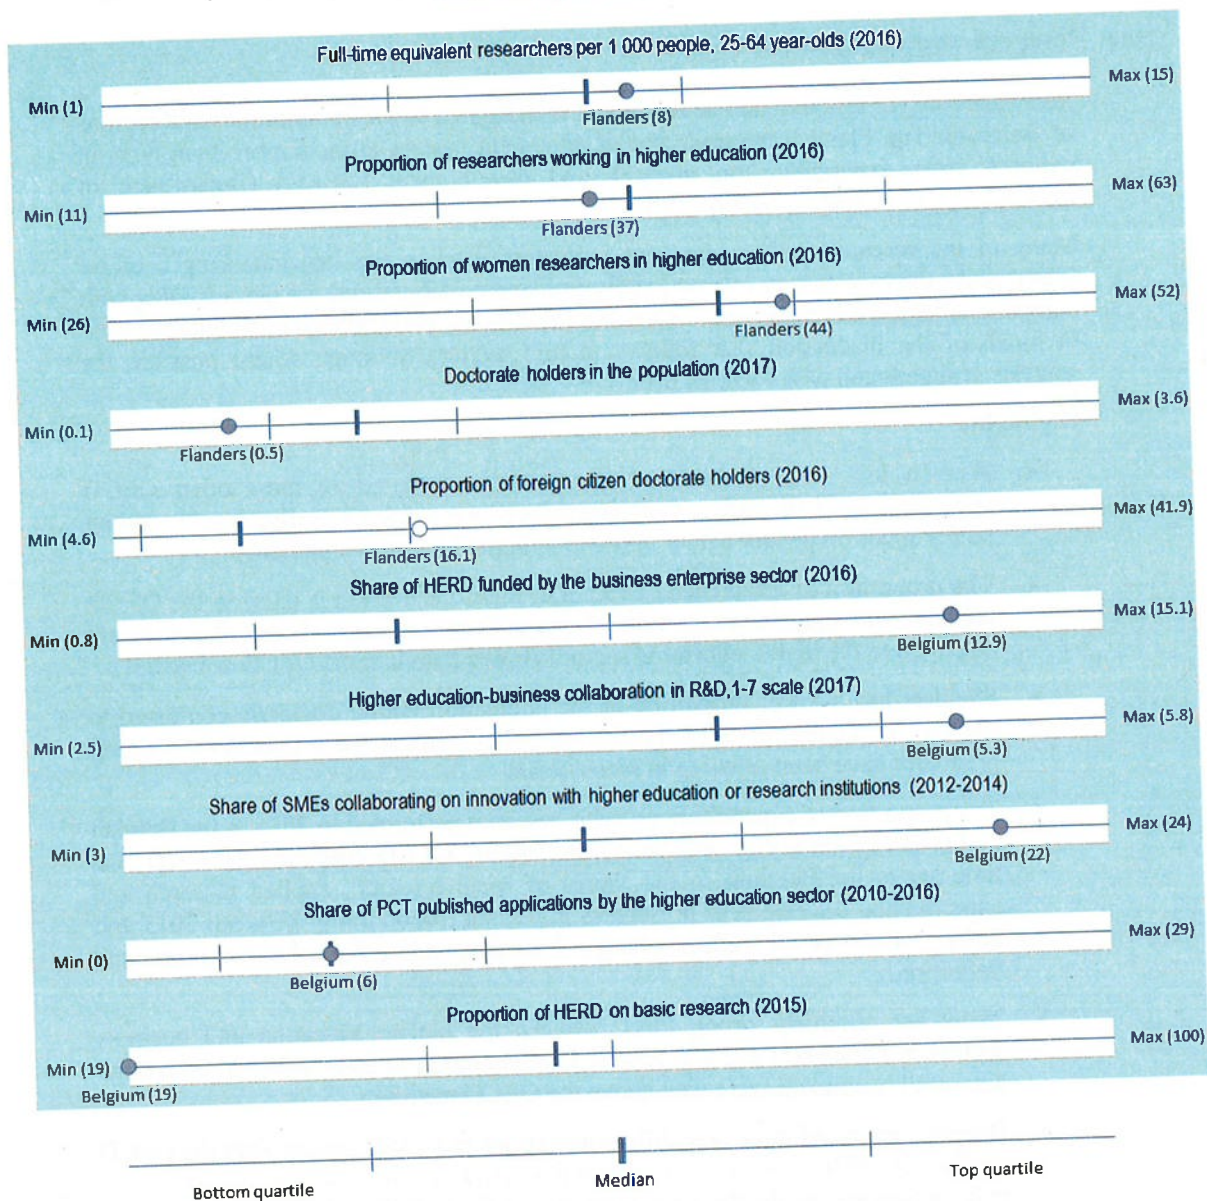 Full-time equivalent researchers per 1 000 people, 25-64 year-olds (2016)
Min (1)
Max (15)
Flanders (8)
Proportion of researchers working in higher education (2016)
Min (11)
Max (63)
Flanders (37)
Proportion of women researchers in higher education (2016)
Min (26)
Max (52)
Flanders (44)
Doctorate holders in the population (2017)
Min (0.1)
Max (3.6)
Flanders (0.5)
Proportion of foreign citizen doctorate holders (2016)
Min (4.6)
Max (41.9)
Flanders (16.1)
Share of HERD funded by the business enterprise sector (2016)
Min (0.8)
Max (15.1)
Belgium (12.9)
Higher education-business collaboration in R&D,1-7 scale (2017)
Min (2.5)
Max (5.8)
Belgium (5.3)
Share of SMEs collaborating on innovation with higher education or research institutions (2012-2014)
Min (3)
Max (24)
Belgium (22)
Share of PCT published applications by the higher education sector (2010-2016)
Min (0)
Max (29)
Belgium (6)
Proportion of HERD on basic research (2015)
Min (19)
Max (100)
Belgium (19)
Bottom quartile
Median
Top quartile